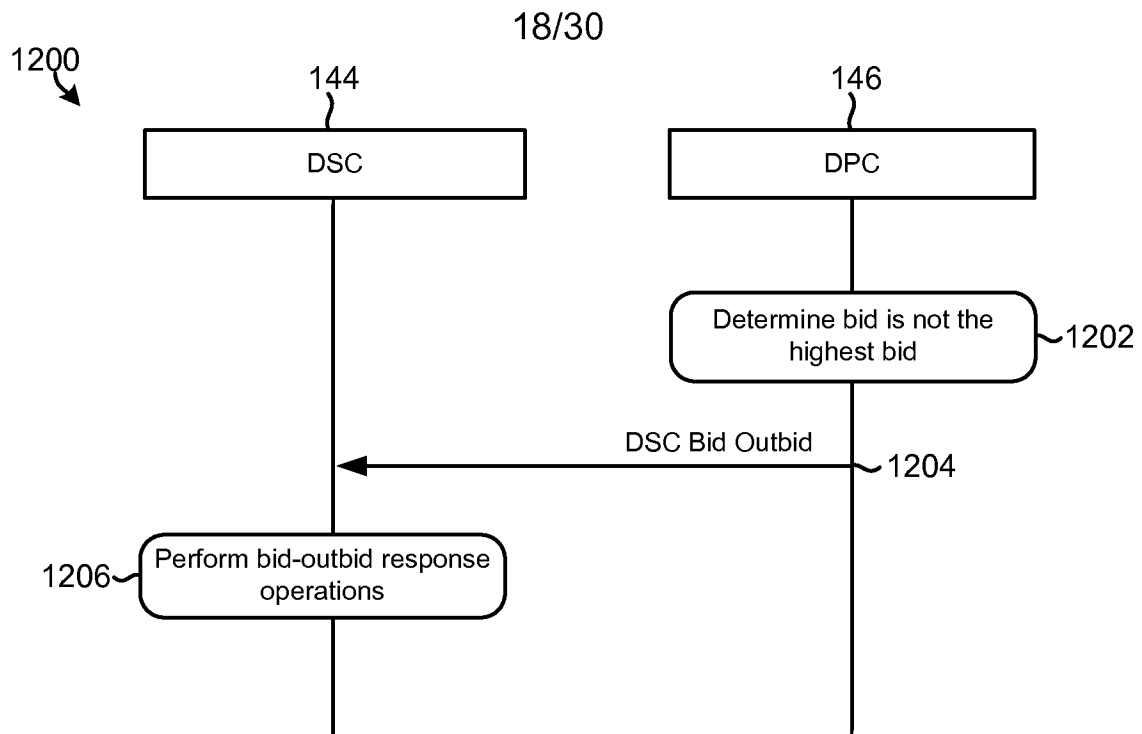 18/30
1200
144
146
DSC
DPC
Determine bid is not the
highest bid
1202
DSC Bid Outbid
1204
Perform bid-outbid response
operations
1206